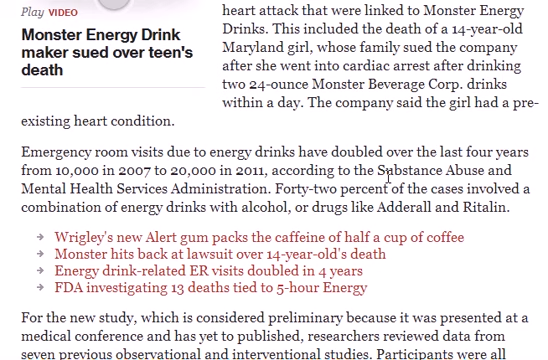 Play VIDEO
Monster Energy Drink
maker sued over teen's
death
heart attack that were linked to Monster Energy
Drinks. This included the death of a 14-year-old
Maryland girl, whose family sued the company
after she went into cardiac arrest after drinking
two 24-ounce Monster Beverage Corp. drinks
within a day. The company said the girl had a pre-
existing heart condition.
Emergency room visits due to energy drinks have doubled over the last four years
from 10,000 in 2007 to 20,000 in 2011, according to the Substance Abuse and
Mental Health Services Administration. Forty-two percent of the cases involved a
combination of energy drinks with alcohol, or drugs like Adderall and Ritalin.
Wrigley's new Alert gum packs the caffeine of half a cup of coffee
Monster hits back at lawsuit over 14-year-old's death
Energy drink-related ER visits doubled in 4 years
FDA investigating 13 deaths tied to 5-hour Energy
For the new study, which is considered preliminary because it was presented at a
medical conference and has yet to published, researchers reviewed data from
seven previous observational and interventional studies. Participants were all